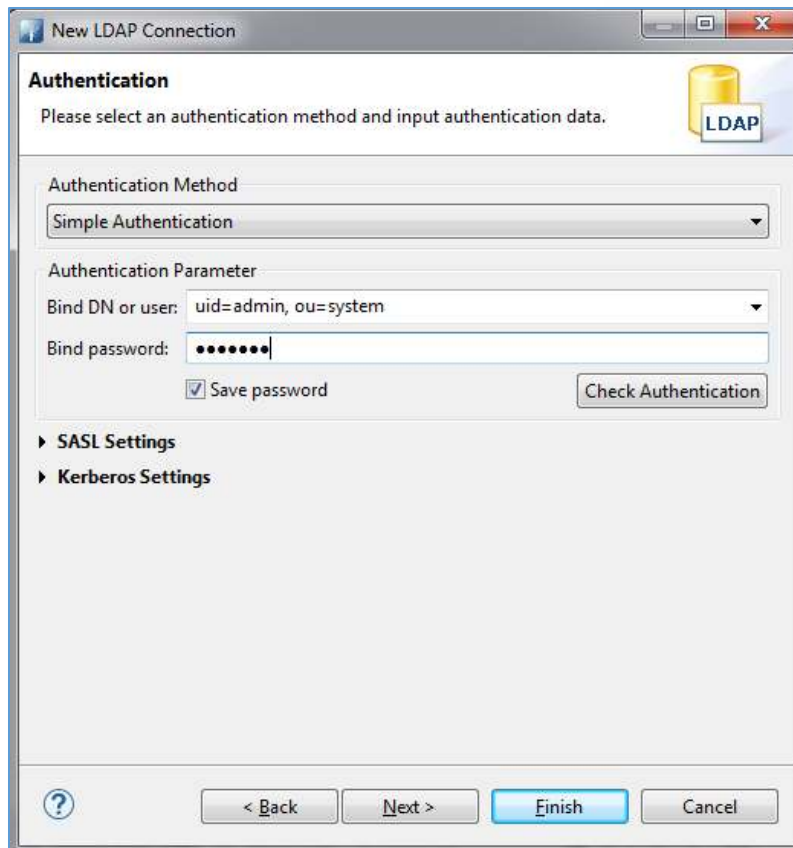 New LDAP Connection
Authentication
Please select an authentication method and input authentication data.
LDAP
Authentication Method
Simple Authentication
Authentication Parameter
Bind DN or user: uid=admin, ou=system
Bind password: •••••••
Save password
Check Authentication
SASL Settings
Kerberos Settings
? < Back Next > Finish Cancel